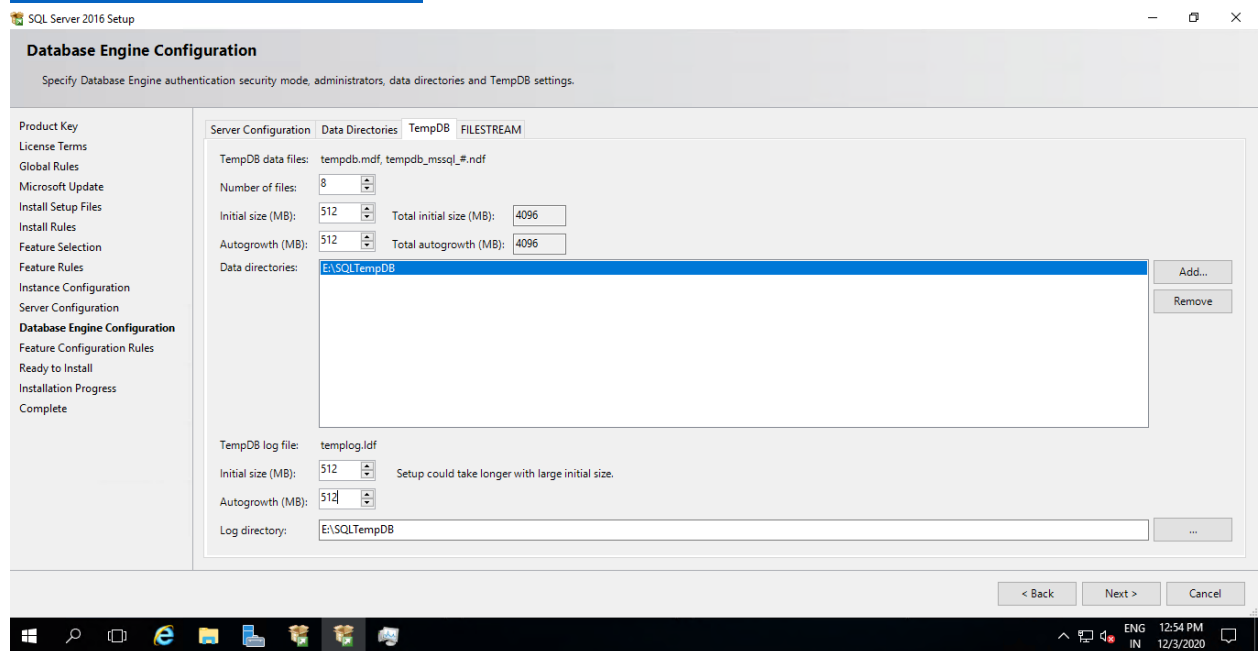 SQL Server 2016 Setup
Database Engine Configuration
Specify Database Engine authentication security mode, administrators, data directories and TempDB settings.
Product Key
License Terms
Global Rules
Microsoft Update
Install Setup Files
Install Rules
Feature Selection
Feature Rules
Instance Configuration
Server Configuration
Database Engine Configuration
Feature Configuration Rules
Ready to Install
Installation Progress
Complete
Server Configuration Data Directories TempDB FILESTREAM
TempDB data files: tempdb.mdf, tempdb_mssql_#.ndf
Number of files: 8
Initial size (MB): 512 Total initial size (MB): 4096
Autogrowth (MB): 512 Total autogrowth (MB): 4096
Data directories: E:\SQLTempDB
Add...
Remove
TempDB log file: templog.ldf
Initial size (MB): 512 Setup could take longer with large initial size.
Autogrowth (MB): 512
Log directory: E:\SQLTempDB ...
< Back Next > Cancel
ENG 12:54 PM
IN 12/3/2020